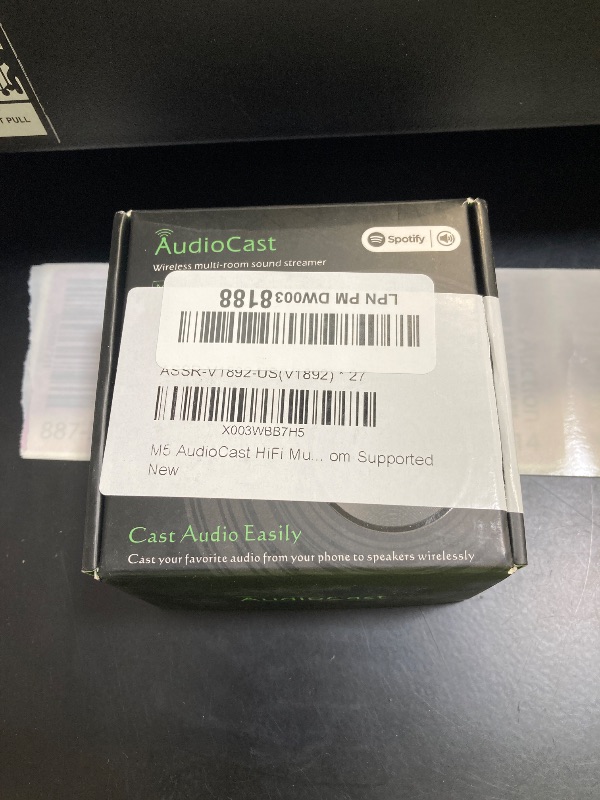 T PULL
AudioCast
Spotify
Wireless multi-room sound streamer
LPN PM DW0038188
ASSR-V1892-US(V1892) * 27
X003WBB7H5
M5 AudioCast HiFi Mu... om Supported
New
Cast Audio Easily
Cast your favorite audio from your phone to speakers wirelessly
AudioCast